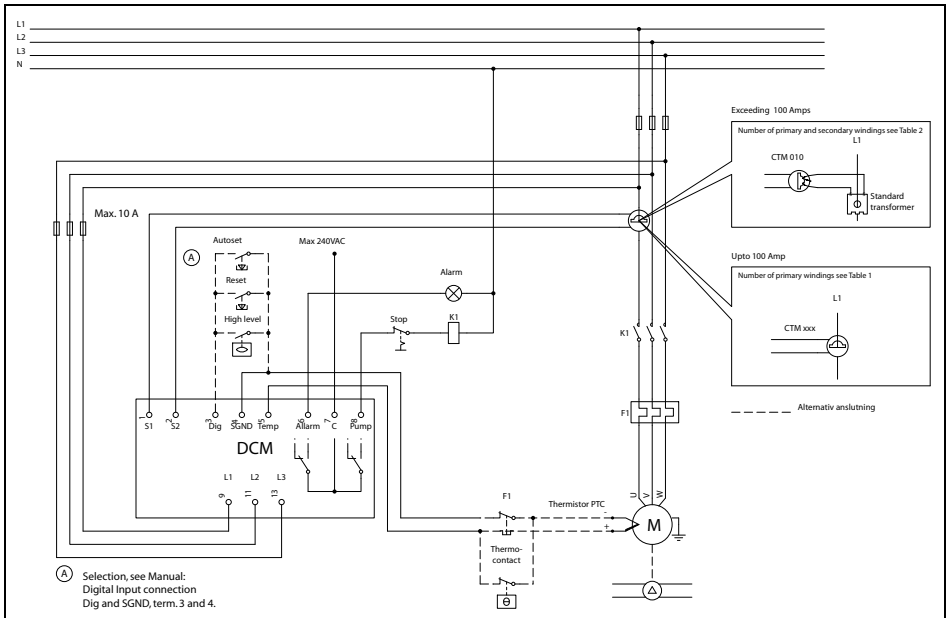 L1
L2
L3
N
Exceeding 100 Amps
Number of primary and secondary windings see Table 2
L1
CTM 010
Standard
transformer
Max. 10 A
Autoset
Max 240VAC
A
Reset
Alarm
High level
Stop
K1
Upto 100 Amp
Number of primary windings see Table 1
L1
CTM xxx
K1
Alternativ anslutning
F1
1
2
3
4
5
6
7
8
S1
S2
Dig
SGND
Temp
Allarm
C
Pump
DCM
L1
L2
L3
9
11
13
U
V
W
F1
Thermistor PTC
-
+
M
Thermo-
contact
θ
A
Selection, see Manual:
Digital Input connection
Dig and SGND, term. 3 and 4.